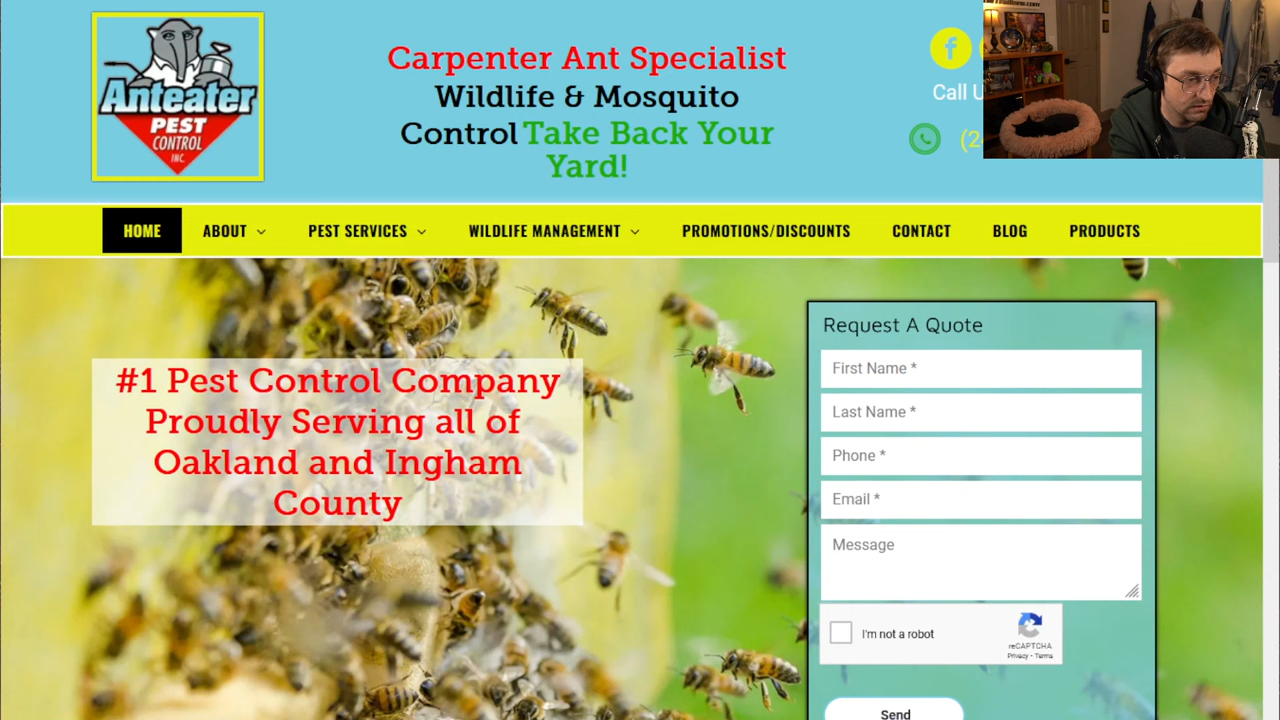 Anteater
PEST
CONTROL
INC.
Carpenter Ant Specialist
Wildlife & Mosquito
Control Take Back Your
Yard!
f
Call U
(2
HOME ABOUT PEST SERVICES WILDLIFE MANAGEMENT PROMOTIONS/DISCOUNTS CONTACT BLOG PRODUCTS
#1 Pest Control Company
Proudly Serving all of
Oakland and Ingham
County
Request A Quote
First Name *
Last Name *
Phone *
Email *
Message
I'm not a robot
reCAPTCHA
Privacy - Terms
Send